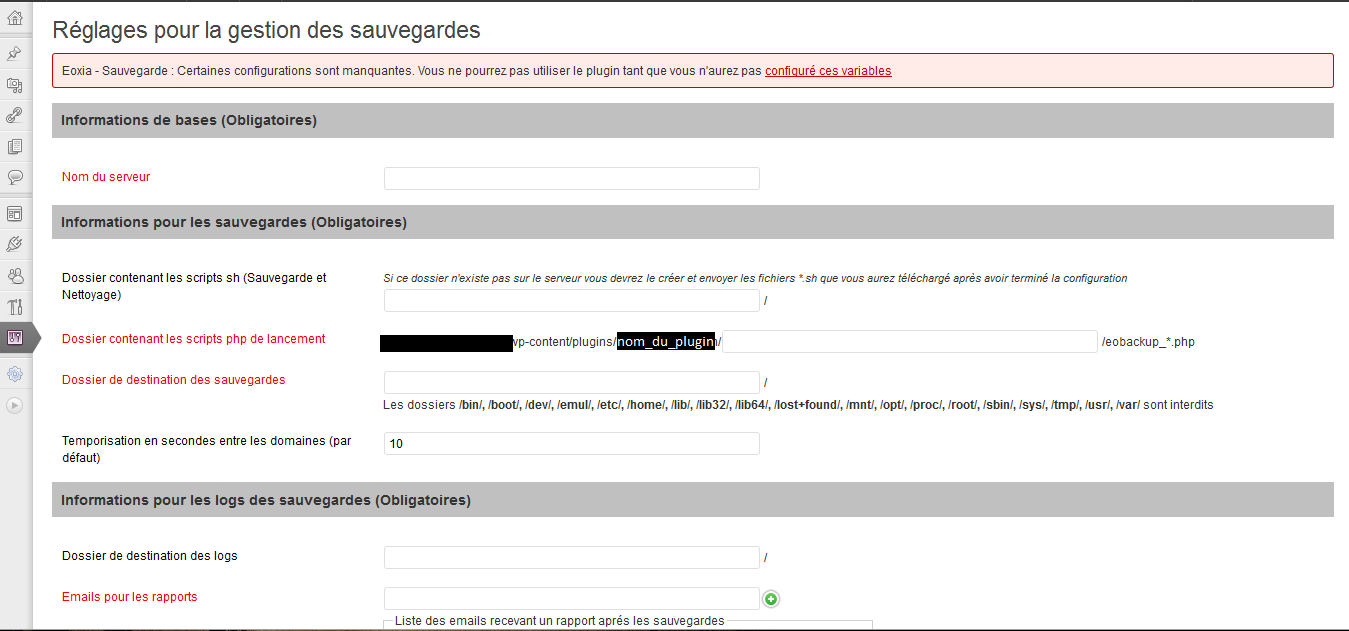 Réglages pour la gestion des sauvegardes
Eoxia - Sauvegarde : Certaines configurations sont manquantes. Vous ne pourrez pas utiliser le plugin tant que vous n'aurez pas configuré ces variables
Informations de bases (Obligatoires)
Nom du serveur
Informations pour les sauvegardes (Obligatoires)
Dossier contenant les scripts sh (Sauvegarde et
Nettoyage)
Si ce dossier n'existe pas sur le serveur vous devrez le créer et envoyer les fichiers *.sh que vous aurez téléchargé après avoir terminé la configuration
/
Dossier contenant les scripts php de lancement
vp-content/plugins/nom_du_plugin/ /eobackup_*.php
Dossier de destination des sauvegardes
/
Les dossiers /bin/, /boot/, /dev/, /emul/, /etc/, /home/, /lib/, /lib32/, /lib64/, /lost+found/, /mnt/, /opt/, /proc/, /root/, /sbin/, /sys/, /tmp/, /usr/, /var/ sont interdits
Temporisation en secondes entre les domaines (par
défaut)
10
Informations pour les logs des sauvegardes (Obligatoires)
Dossier de destination des logs
/
Emails pour les rapports
Liste des emails recevant un rapport aprés les sauvegardes